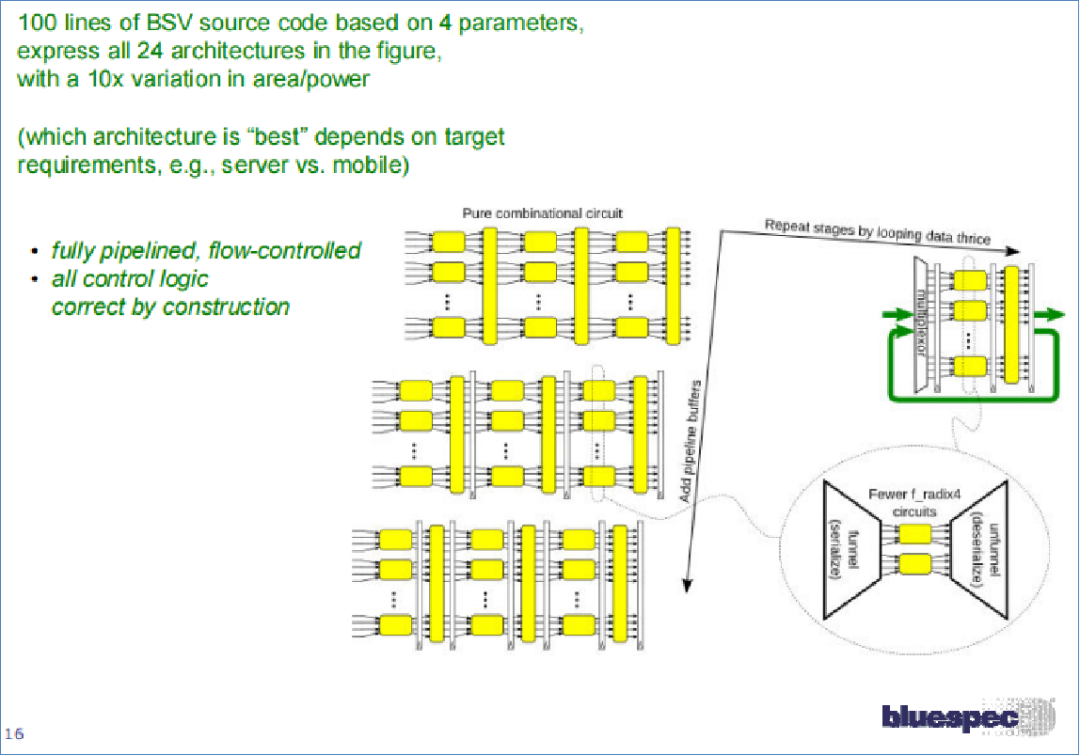 100 lines of BSV source code based on 4 parameters,
express all 24 architectures in the figure,
with a 10x variation in area/power
(which architecture is “best” depends on target
requirements, e.g., server vs. mobile)
• fully pipelined, flow-controlled
• all control logic
correct by construction
Pure combinational circuit
Repeat stages by looping data thrice
multiplexor
Add pipeline buffers
Fewer f_radix4
circuits
funnel
(serialize)
unfunnel
(deserialize)
bluespec
16